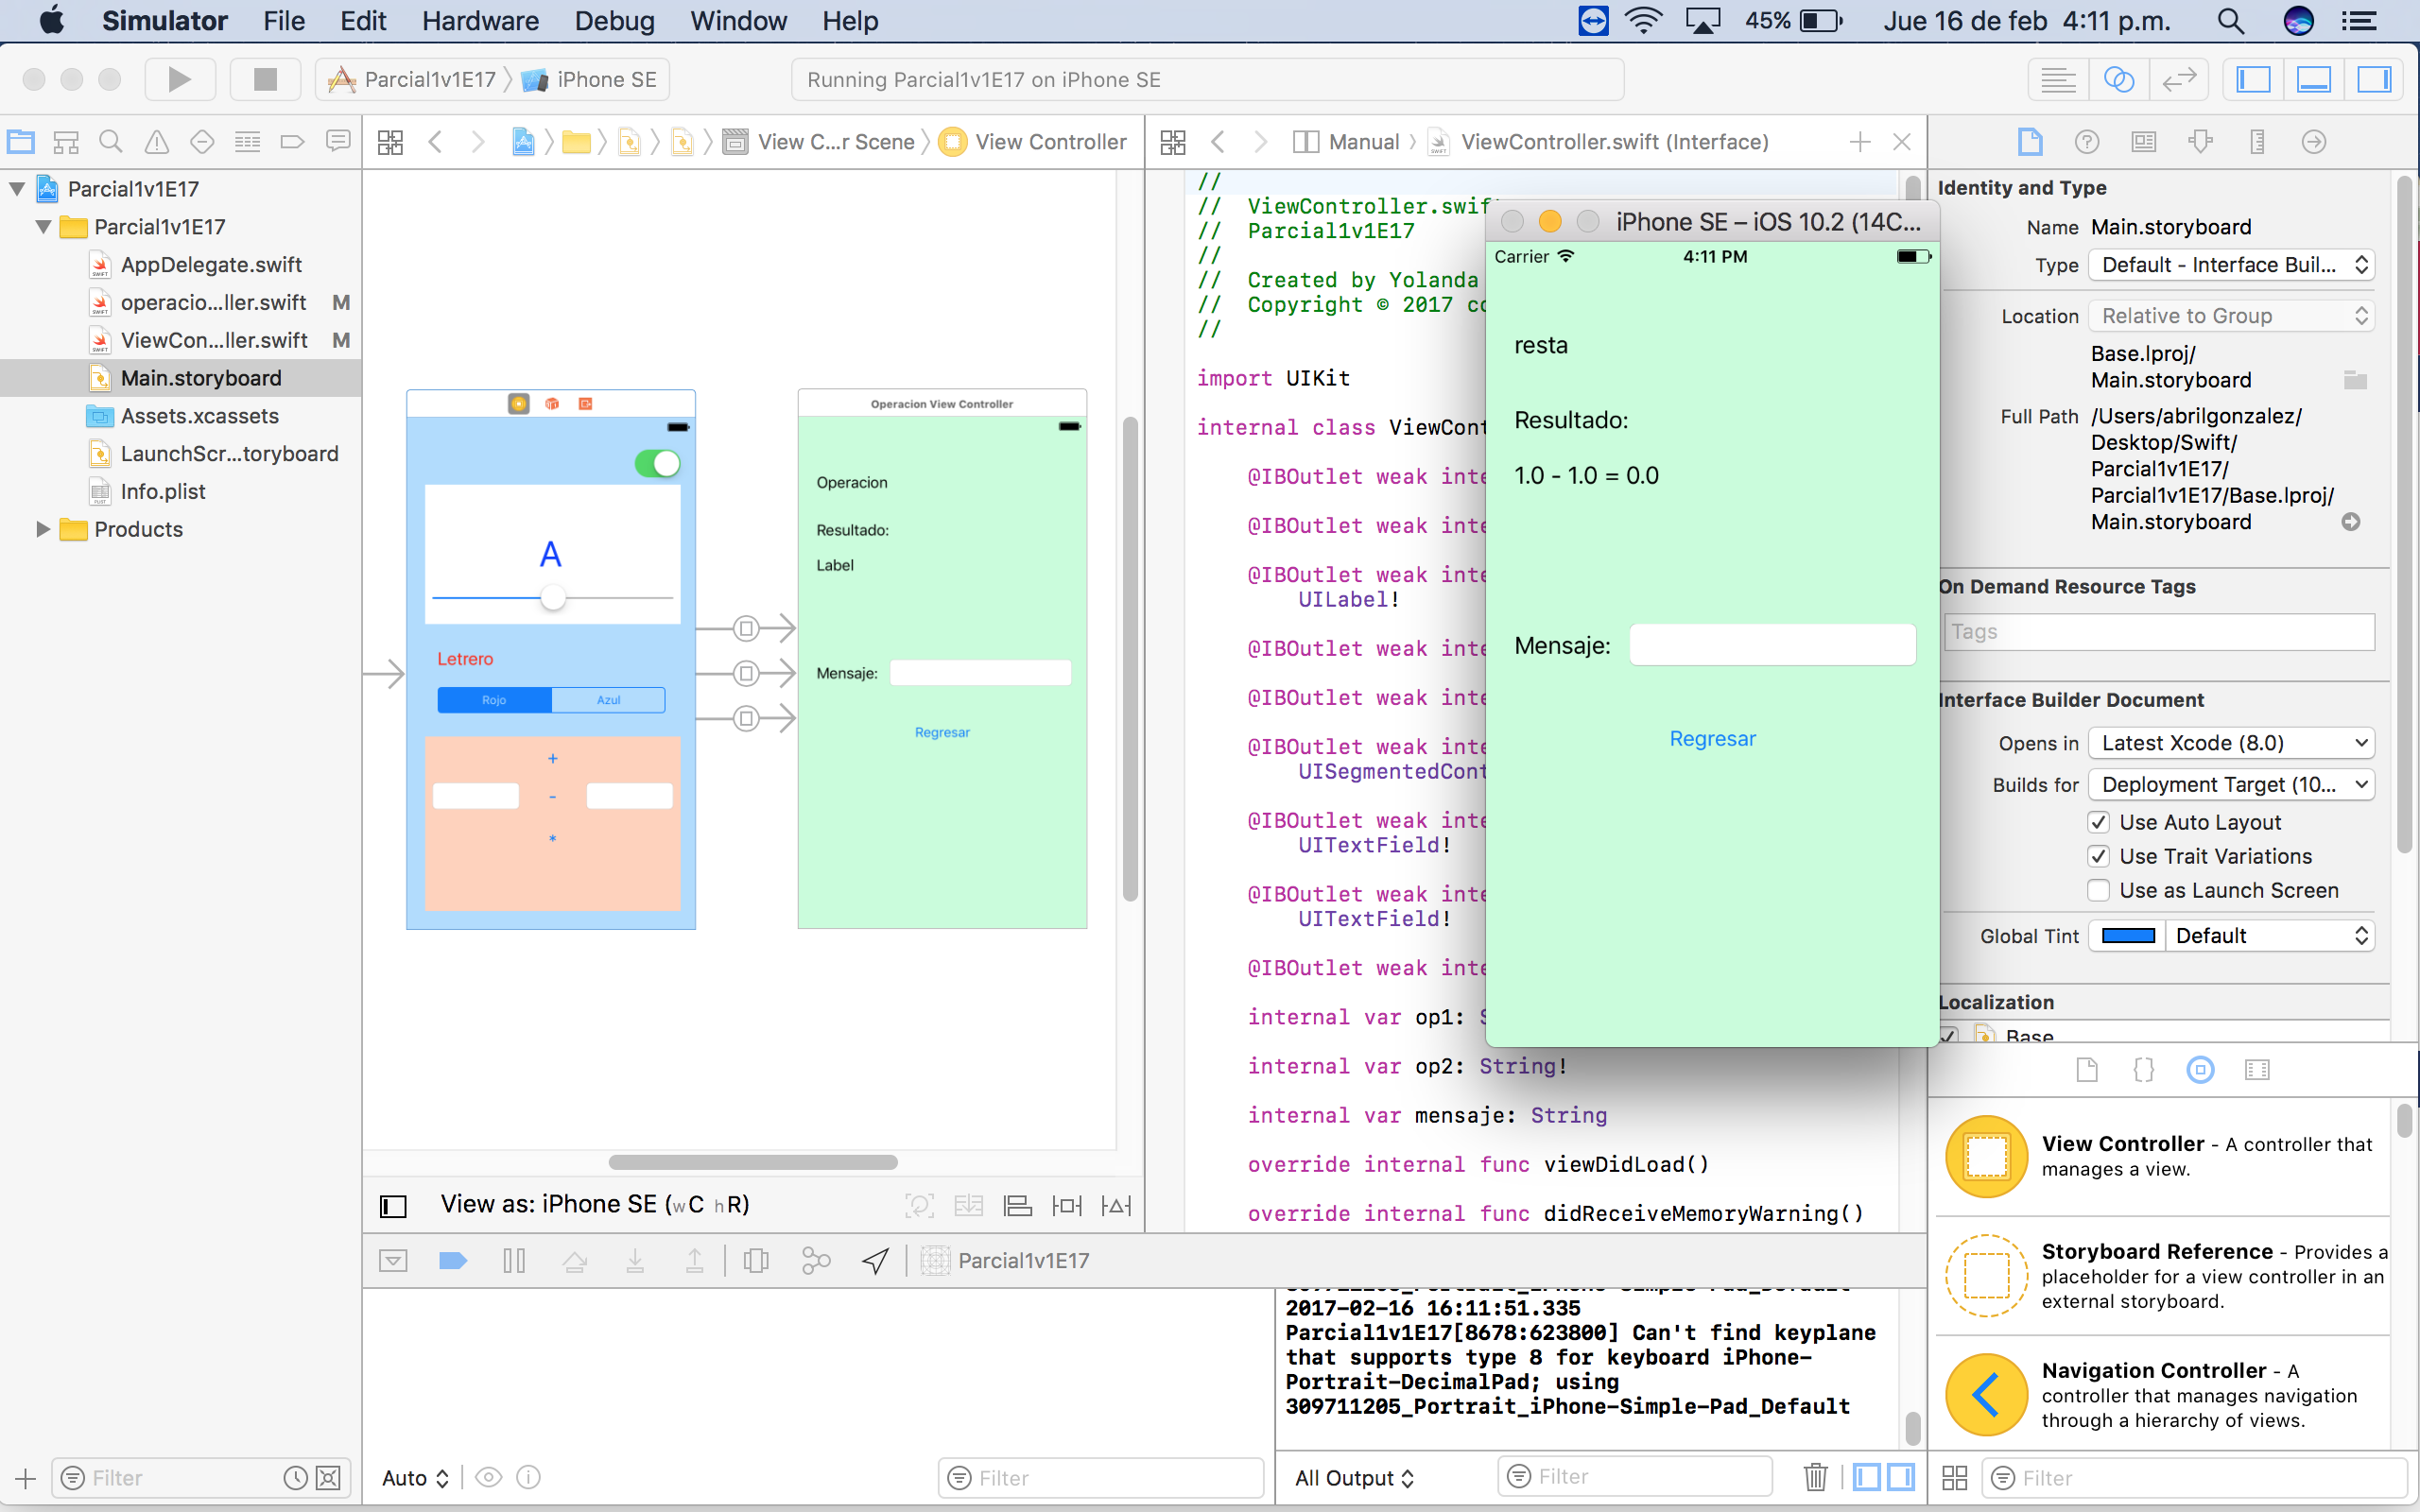 Simulator File Edit Hardware Debug Window Help 45% Jue 16 de feb 4:11 p.m.
Parcial1v1E17 iPhone SE
Running Parcial1v1E17 on iPhone SE
View C...r Scene View Controller
Manual ViewController.swift (Interface)
Parcial1v1E17
Parcial1v1E17
AppDelegate.swift
operacio...ller.swift M
ViewCon...ller.swift M
Main.storyboard
Assets.xcassets
LaunchScr...toryboard
Info.plist
Products
Filter
A
Letrero
Rojo Azul
+
-
*
Operacion View Controller
Operacion
Resultado:
Label
Mensaje:
Regresar
View as: iPhone SE (wC hR)
//
// ViewController.swif
// Parcial1v1E17
//
// Created by Yolanda
// Copyright © 2017 co
//
import UIKit
internal class ViewCont
@IBOutlet weak inte
@IBOutlet weak inte
@IBOutlet weak inte
UILabel!
@IBOutlet weak inte
@IBOutlet weak inte
@IBOutlet weak inte
UISegmentedCont
@IBOutlet weak inte
UITextField!
@IBOutlet weak inte
UITextField!
@IBOutlet weak inte
internal var op1: S
internal var op2: String!
internal var mensaje: String
override internal func viewDidLoad()
override internal func didReceiveMemoryWarning()
iPhone SE – iOS 10.2 (14C...
Carrier 4:11 PM
resta
Resultado:
1.0 - 1.0 = 0.0
Mensaje:
Regresar
Identity and Type
Name Main.storyboard
Type Default - Interface Buil...
Location Relative to Group
Base.lproj/
Main.storyboard
Full Path /Users/abrilgonzalez/
Desktop/Swift/
Parcial1v1E17/
Parcial1v1E17/Base.lproj/
Main.storyboard
On Demand Resource Tags
Tags
Interface Builder Document
Opens in Latest Xcode (8.0)
Builds for Deployment Target (10...
Use Auto Layout
Use Trait Variations
Use as Launch Screen
Global Tint Default
Localization
Base
View Controller - A controller that
manages a view.
Storyboard Reference - Provides a
placeholder for a view controller in an
external storyboard.
Navigation Controller - A
controller that manages navigation
through a hierarchy of views.
Filter
Parcial1v1E17
2017-02-16 16:11:51.335
Parcial1v1E17[8678:623800] Can't find keyplane
that supports type 8 for keyboard iPhone-
Portrait-DecimalPad; using
309711205_Portrait_iPhone-Simple-Pad_Default
Auto Filter
All Output Filter